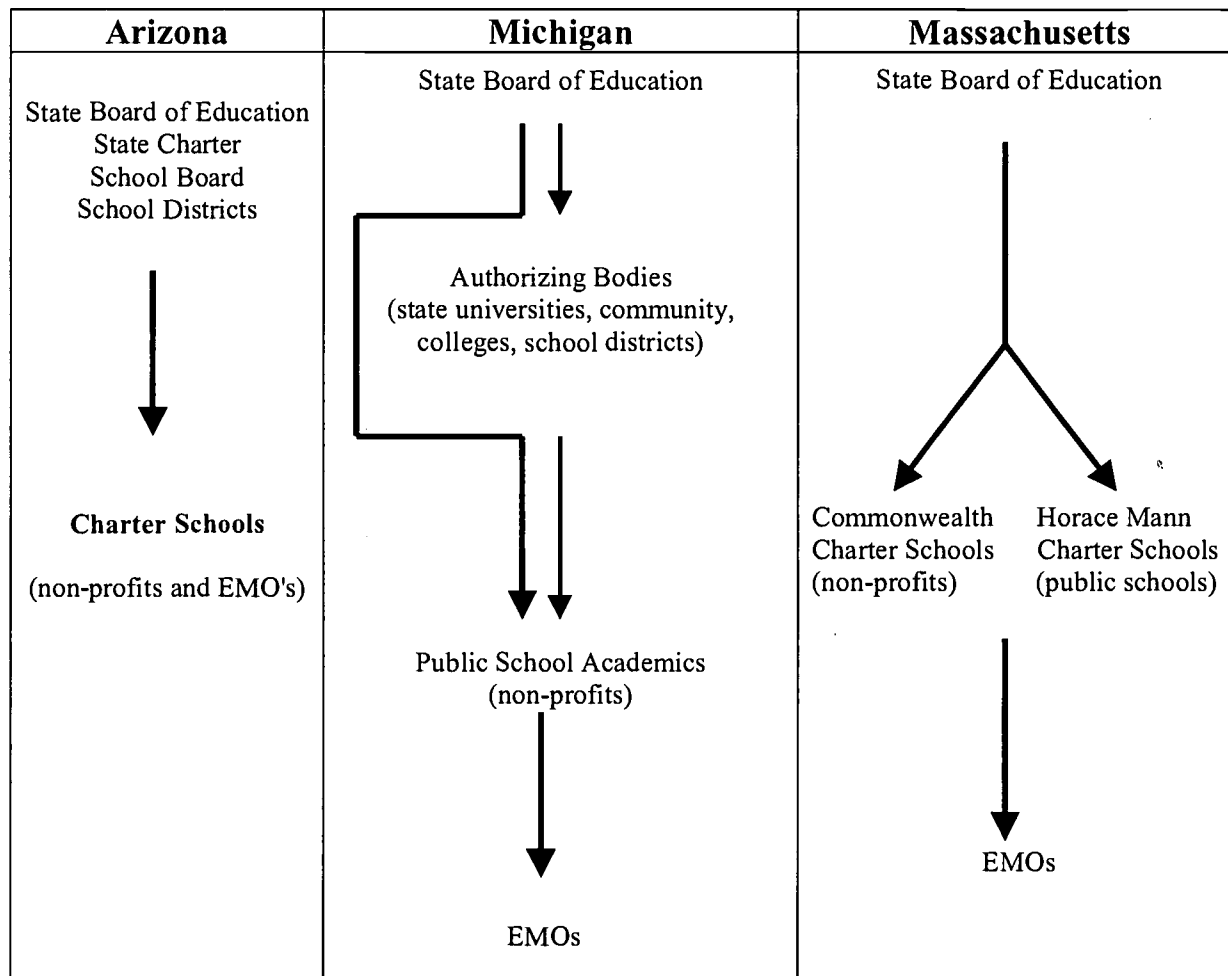 Arizona
State Board of Education
State Charter
School Board
School Districts
Charter Schools
(non-profits and EMO's)
Michigan
State Board of Education
Authorizing Bodies
(state universities, community,
colleges, school districts)
Public School Academics
(non-profits)
EMOs
Massachusetts
State Board of Education
Commonwealth
Charter Schools
(non-profits)
Horace Mann
Charter Schools
(public schools)
EMOs